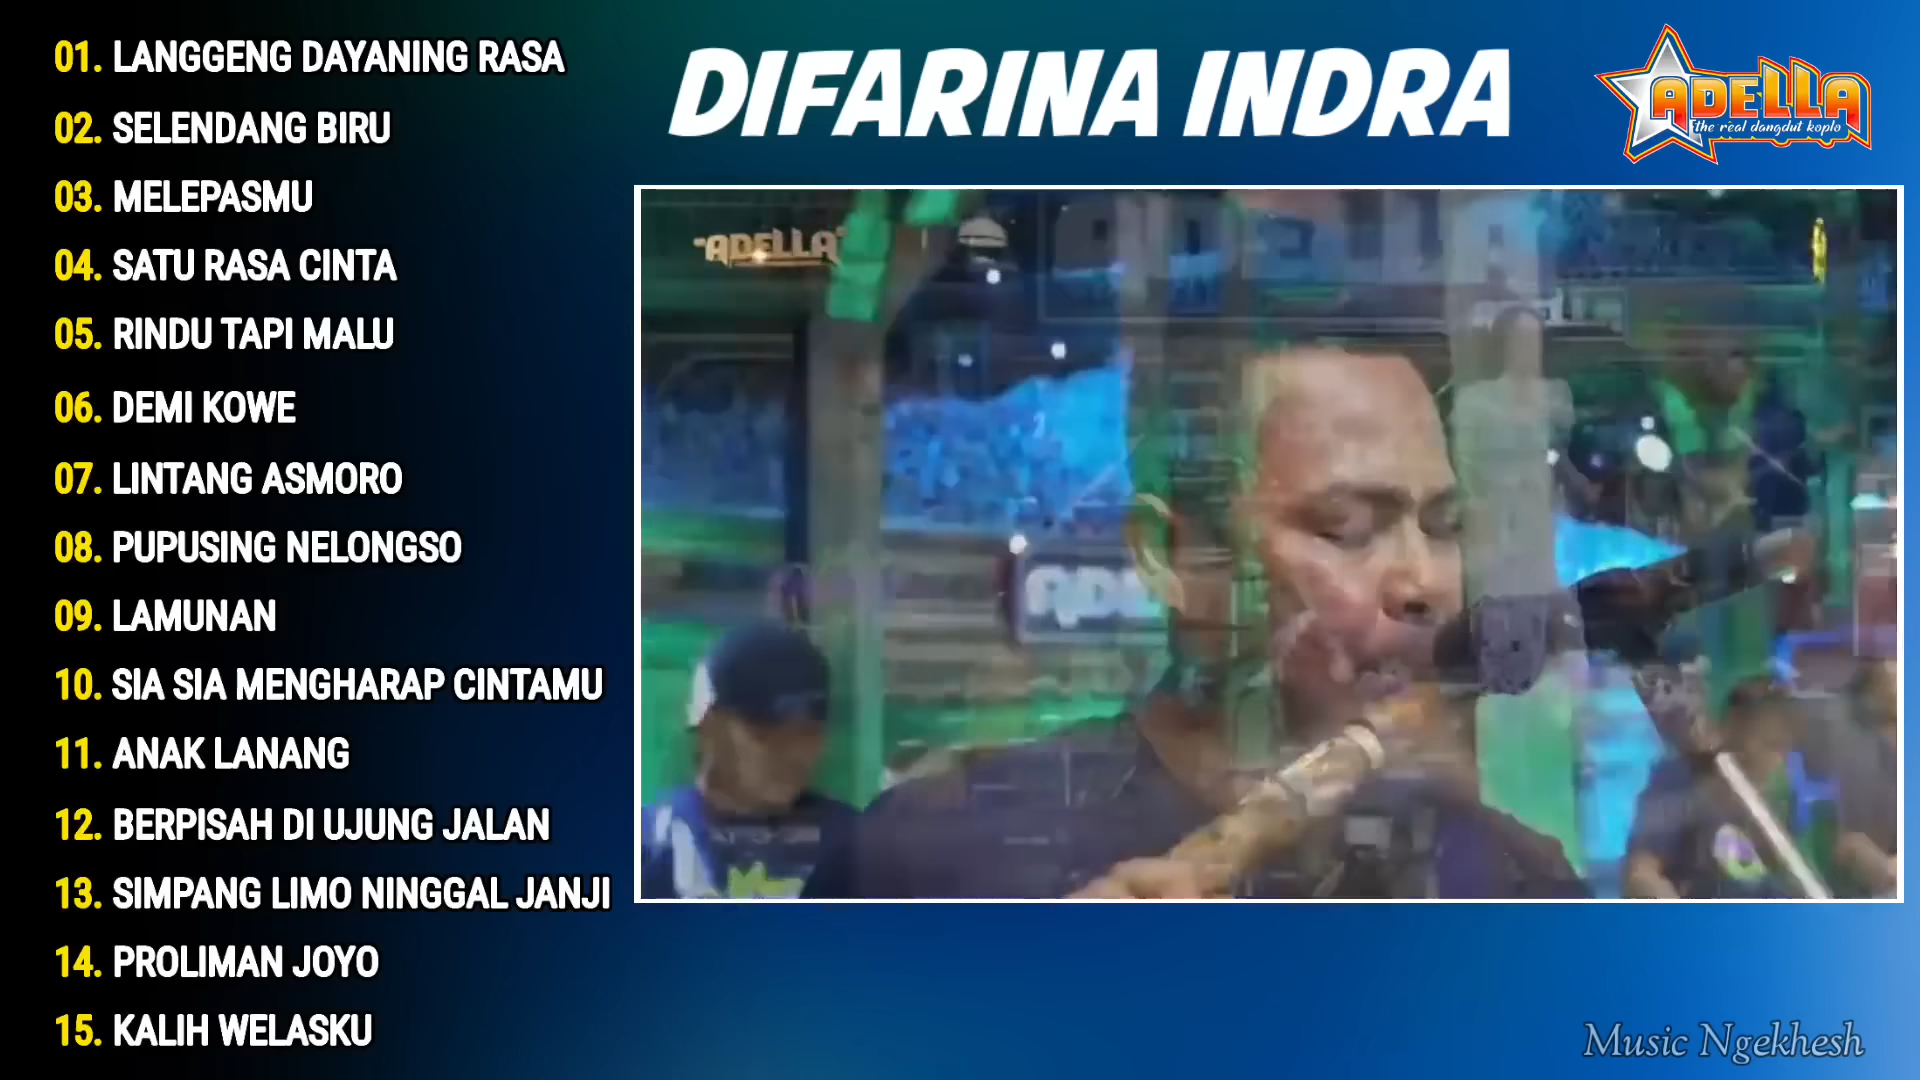 01. LANGGENG DAYANING RASA
02. SELENDANG BIRU
03. MELEPASMU
04. SATU RASA CINTA
05. RINDU TAPI MALU
06. DEMI KOWE
07. LINTANG ASMORO
08. PUPUSING NELONGSO
09. LAMUNAN
10. SIA SIA MENGHARAP CINTAMU
11. ANAK LANANG
12. BERPISAH DI UJUNG JALAN
13. SIMPANG LIMO NINGGAL JANJI
14. PROLIMAN JOYO
15. KALIH WELASKU
DIFARINA INDRA
ADELLA
the real dangdut koplo
"ADELLA"
ADELLA
ADE
Music Ngekhesh